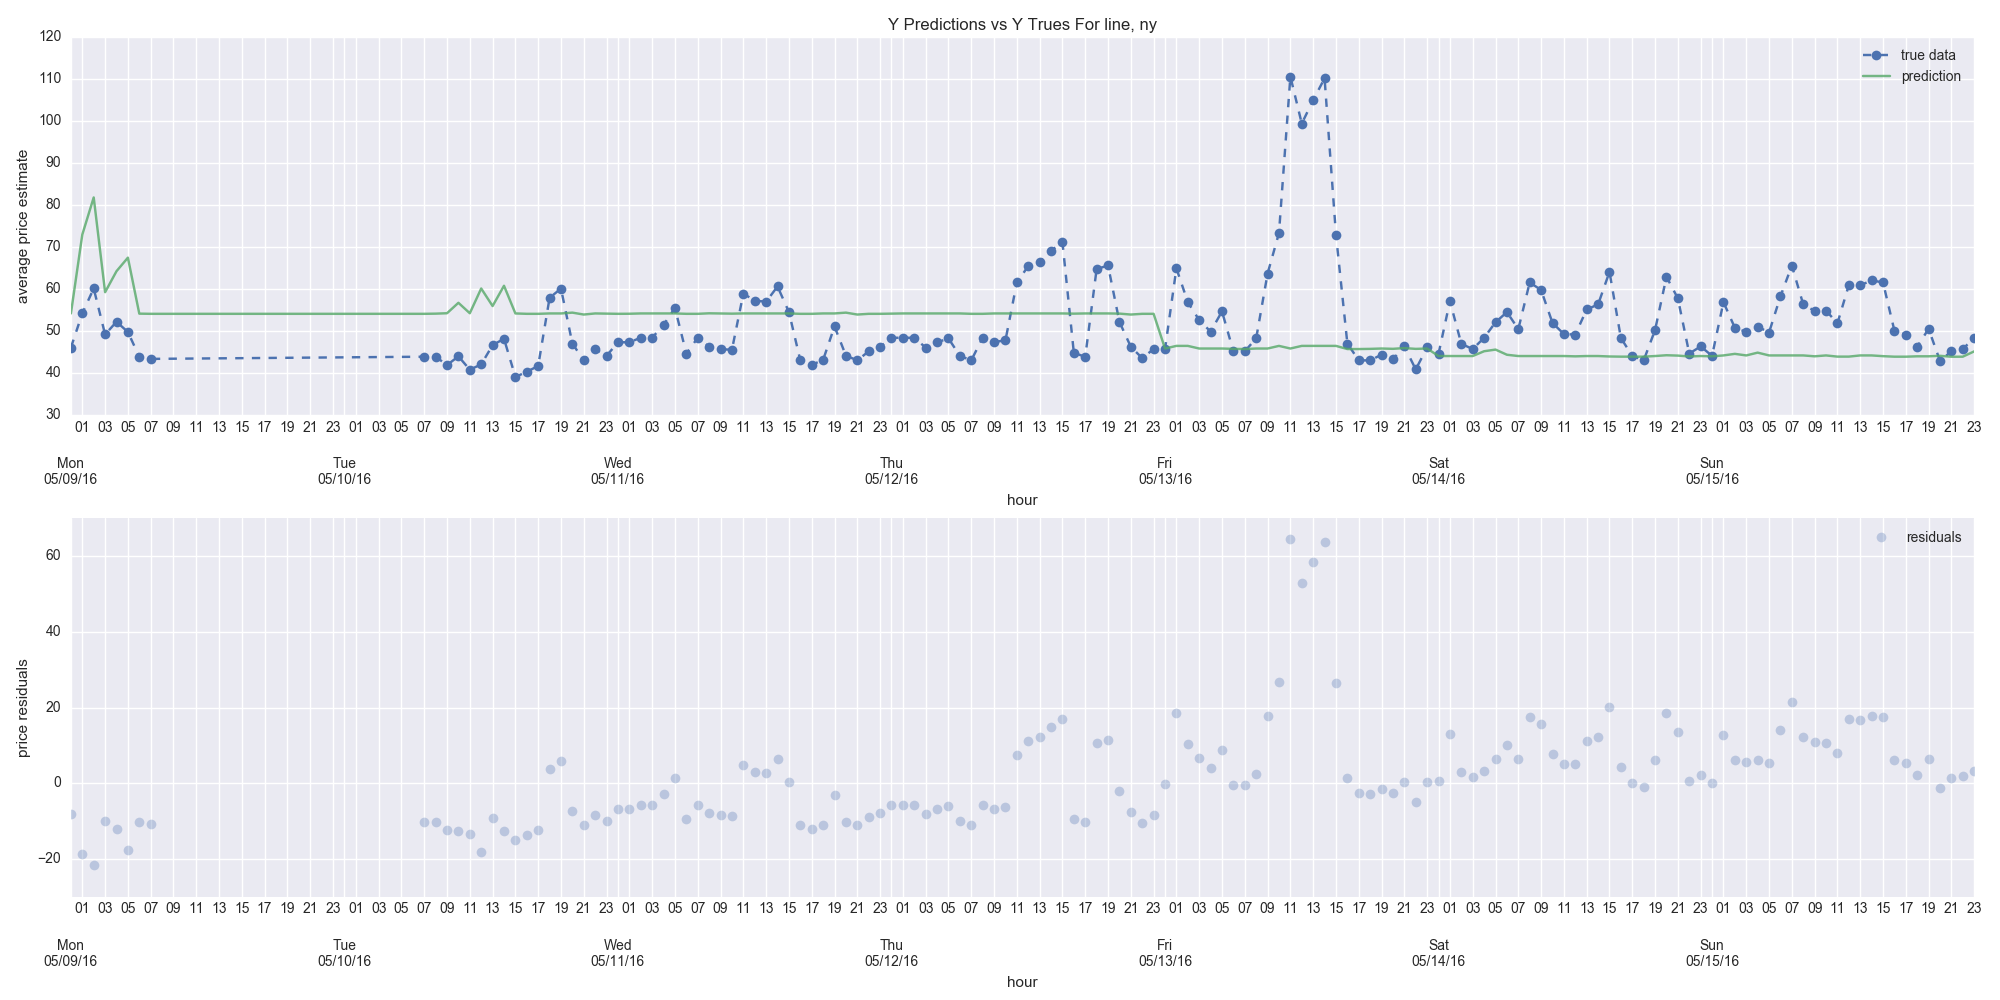 Y Predictions vs Y Trues For line, ny
120
110
100
90
80
70
60
50
40
30
average price estimate
true data
prediction
01 03 05 07 09 11 13 15 17 19 21 23 01 03 05 07 09 11 13 15 17 19 21 23 01 03 05 07 09 11 13 15 17 19 21 23 01 03 05 07 09 11 13 15 17 19 21 23 01 03 05 07 09 11 13 15 17 19 21 23 01 03 05 07 09 11 13 15 17 19 21 23 01 03 05 07 09 11 13 15 17 19 21 23
Mon Tue Wed Thu Fri Sat Sun
05/09/16 05/10/16 05/11/16 05/12/16 05/13/16 05/14/16 05/15/16
hour
60
40
20
0
−20
price residuals
residuals
01 03 05 07 09 11 13 15 17 19 21 23 01 03 05 07 09 11 13 15 17 19 21 23 01 03 05 07 09 11 13 15 17 19 21 23 01 03 05 07 09 11 13 15 17 19 21 23 01 03 05 07 09 11 13 15 17 19 21 23 01 03 05 07 09 11 13 15 17 19 21 23 01 03 05 07 09 11 13 15 17 19 21 23
Mon Tue Wed Thu Fri Sat Sun
05/09/16 05/10/16 05/11/16 05/12/16 05/13/16 05/14/16 05/15/16
hour